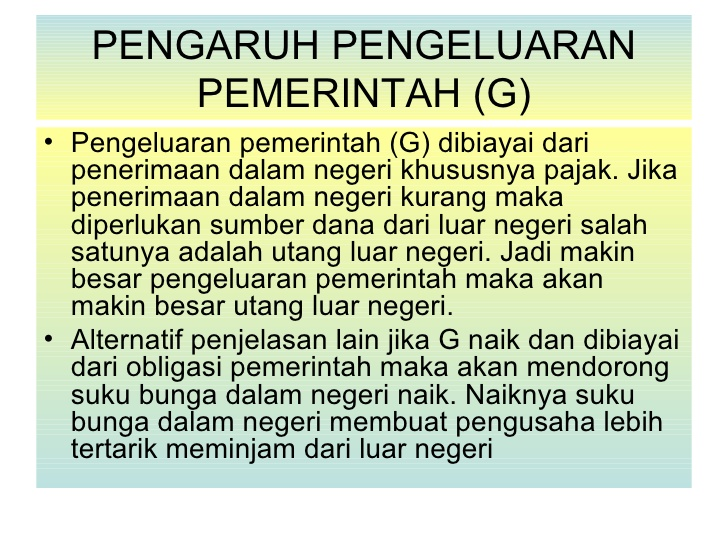 PENGARUH PENGELUARAN
PEMERINTAH (G)
• Pengeluaran pemerintah (G) dibiayai dari
penerimaan dalam negeri khususnya pajak. Jika
penerimaan dalam negeri kurang maka
diperlukan sumber dana dari luar negeri salah
satunya adalah utang luar negeri. Jadi makin
besar pengeluaran pemerintah maka akan
makin besar utang luar negeri.
• Alternatif penjelasan lain jika G naik dan dibiayai
dari obligasi pemerintah maka akan mendorong
suku bunga dalam negeri naik. Naiknya suku
bunga dalam negeri membuat pengusaha lebih
tertarik meminjam dari luar negeri